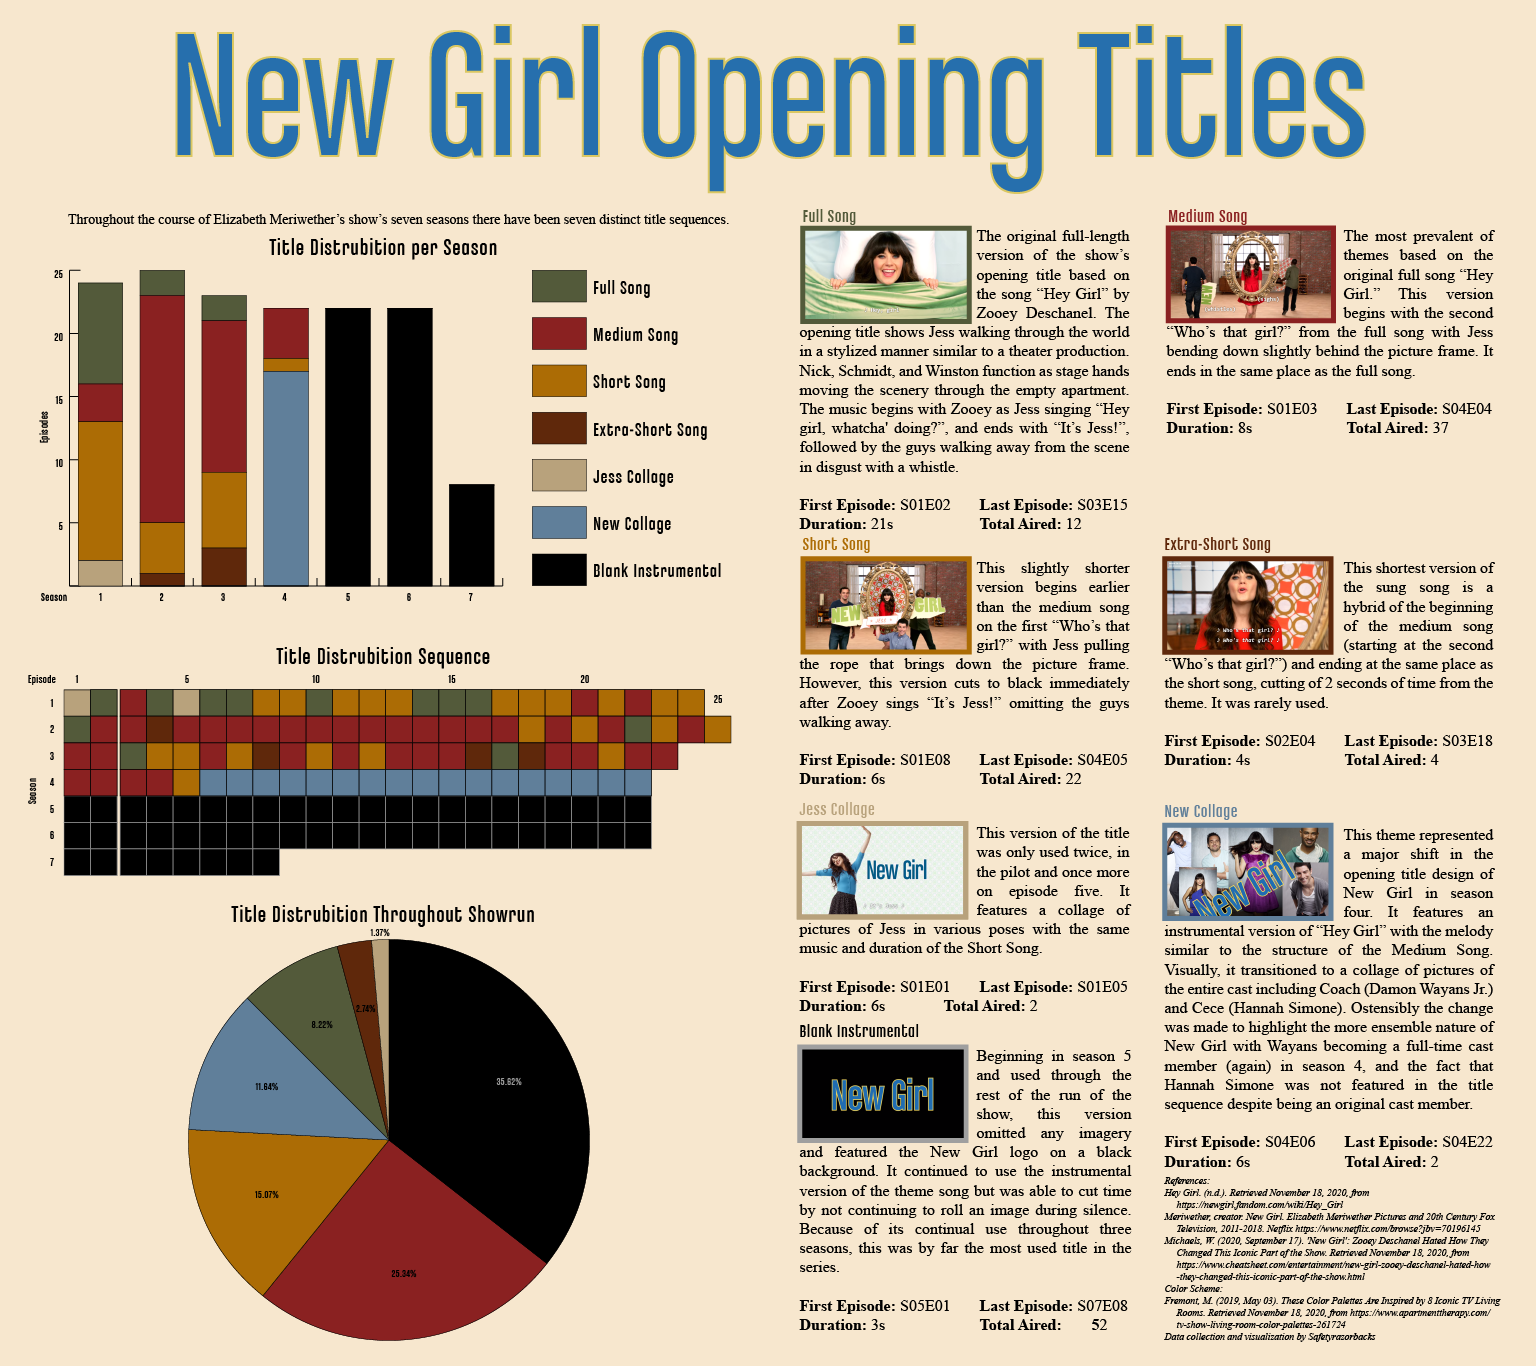 New Girl Opening Titles
Throughout the course of Elizabeth Meriwether’s show’s seven seasons there have been seven distinct title sequences.
Title Distrubition per Season
25
20
15
10
5
Episodes
Season 1 2 3 4 5 6 7
Full Song
Medium Song
Short Song
Extra-Short Song
Jess Collage
New Collage
Blank Instrumental
Title Distrubition Sequence
Episode 1 5 10 15 20
25
Season
1
2
3
4
5
6
7
Title Distrubition Throughout Showrun
1.37%
2.74%
8.22%
11.64%
15.07%
25.34%
35.62%
Full Song
The original full-length
version of the show’s
opening title based on
the song “Hey Girl” by
Zooey Deschanel. The
opening title shows Jess walking through the world
in a stylized manner similar to a theater production.
Nick, Schmidt, and Winston function as stage hands
moving the scenery through the empty apartment.
The music begins with Zooey as Jess singing “Hey
girl, whatcha' doing?”, and ends with “It’s Jess!”,
followed by the guys walking away from the scene
in disgust with a whistle.
First Episode: S01E02 Last Episode: S03E15
Duration: 21s Total Aired: 12
Medium Song
The most prevalent of
themes based on the
original full song “Hey
Girl.” This version
begins with the second
“Who’s that girl?” from the full song with Jess
bending down slightly behind the picture frame. It
ends in the same place as the full song.
First Episode: S01E03 Last Episode: S04E04
Duration: 8s Total Aired: 37
Short Song
NEW GIRL
This slightly shorter
version begins earlier
than the medium song
on the first “Who’s that
girl?” with Jess pulling
the rope that brings down the picture frame.
However, this version cuts to black immediately
after Zooey sings “It’s Jess!” omitting the guys
walking away.
First Episode: S01E08 Last Episode: S04E05
Duration: 6s Total Aired: 22
Extra-Short Song
♪ Who's that girl? ♪
♪ Who's that girl? ♪
This shortest version of
the sung song is a
hybrid of the beginning
of the medium song
(starting at the second
“Who’s that girl?”) and ending at the same place as
the short song, cutting of 2 seconds of time from the
theme. It was rarely used.
First Episode: S02E04 Last Episode: S03E18
Duration: 4s Total Aired: 4
Jess Collage
New Girl
♪ It's Jess ♪
This version of the title
was only used twice, in
the pilot and once more
on episode five. It
features a collage of
pictures of Jess in various poses with the same
music and duration of the Short Song.
First Episode: S01E01 Last Episode: S01E05
Duration: 6s Total Aired: 2
New Collage
New Girl
This theme represented
a major shift in the
opening title design of
New Girl in season
four. It features an
instrumental version of “Hey Girl” with the melody
similar to the structure of the Medium Song.
Visually, it transitioned to a collage of pictures of
the entire cast including Coach (Damon Wayans Jr.)
and Cece (Hannah Simone). Ostensibly the change
was made to highlight the more ensemble nature of
New Girl with Wayans becoming a full-time cast
member (again) in season 4, and the fact that
Hannah Simone was not featured in the title
sequence despite being an original cast member.
First Episode: S04E06 Last Episode: S04E22
Duration: 6s Total Aired: 2
Blank Instrumental
New Girl
Beginning in season 5
and used through the
rest of the run of the
show, this version
omitted any imagery
and featured the New Girl logo on a black
background. It continued to use the instrumental
version of the theme song but was able to cut time
by not continuing to roll an image during silence.
Because of its continual use throughout three
seasons, this was by far the most used title in the
series.
First Episode: S05E01 Last Episode: S07E08
Duration: 3s Total Aired: 52
References:
Hey Girl. (n.d.). Retrieved November 18, 2020, from
https://newgirl.fandom.com/wiki/Hey_Girl
Meriwether, creator. New Girl. Elizabeth Meriwether Pictures and 20th Century Fox
Television, 2011-2018. Netflix https://www.netflix.com/browse?jbv=70196145
Michaels, W. (2020, September 17). 'New Girl': Zooey Deschanel Hated How They
Changed This Iconic Part of the Show. Retrieved November 18, 2020, from
https://www.cheatsheet.com/entertainment/new-girl-zooey-deschanel-hated-how
-they-changed-this-iconic-part-of-the-show.html
Color Scheme:
Fremont, M. (2019, May 03). These Color Palettes Are Inspired by 8 Iconic TV Living
Rooms. Retrieved November 18, 2020, from https://www.apartmenttherapy.com/
tv-show-living-room-color-palettes-261724
Data collection and visualization by Safetyrazorbacks